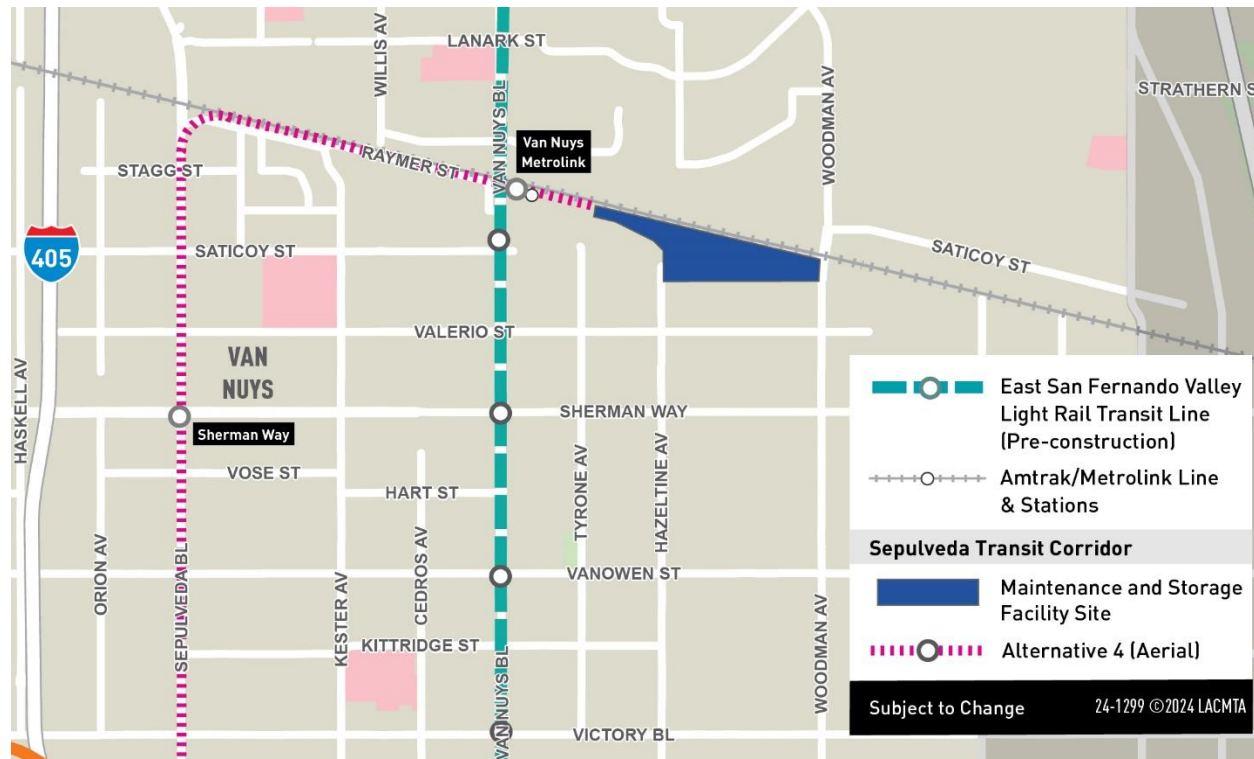 LANARK ST
WILLIS AV
VAN NUYS BL
WOODMAN AV
STRATHERN S
Van Nuys
Metrolink
RAYMER ST
STAGG ST
SATICOY ST
SATICOY ST
405
VALERIO ST
VAN
NUYS
HASKELL AV
SHERMAN WAY
Sherman Way
VOSE ST
HART ST
TYRONE AV
HAZELTINE AV
ORION AV
SEPULVEDA BL
KESTER AV
CEDROS AV
VANOWEN ST
KITTRIDGE ST
WOODMAN AV
VAN NUYS BL
VICTORY BL
East San Fernando Valley
Light Rail Transit Line
(Pre-construction)
Amtrak/Metrolink Line
& Stations
Sepulveda Transit Corridor
Maintenance and Storage
Facility Site
Alternative 4 (Aerial)
Subject to Change 24-1299 ©2024 LACMTA